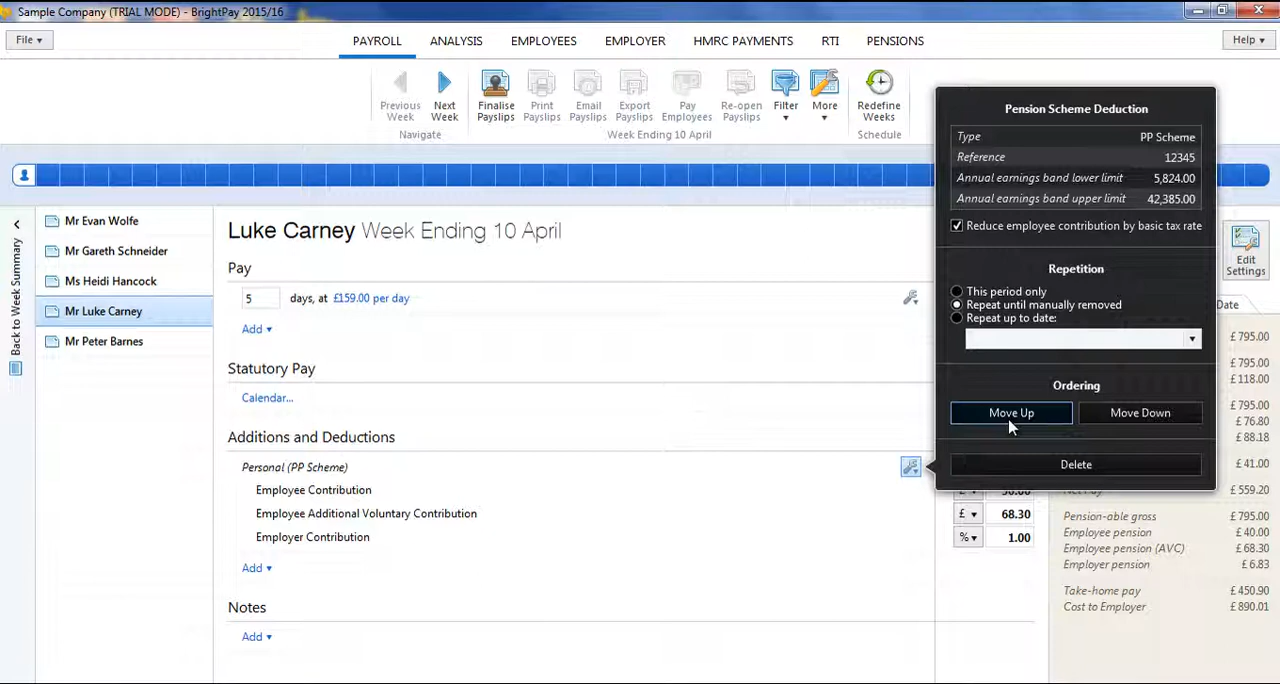 Sample Company (TRIAL MODE) - BrightPay 2015/16
File
PAYROLL
ANALYSIS
EMPLOYEES
EMPLOYER
HMRC PAYMENTS
RTI
PENSIONS
Help
Previous Week
Next Week
Finalise Payslips
Print Payslips
Email Payslips
Export Payslips
Pay Employees
Re-open Payslips
Filter
More
Redefine Weeks
Navigate
Week Ending 10 April
Schedule
Back to Week Summary
Mr Evan Wolfe
Mr Gareth Schneider
Ms Heidi Hancock
Mr Luke Carney
Mr Peter Barnes
Luke Carney Week Ending 10 April
Pay
5 days, at £159.00 per day
Add
Statutory Pay
Calendar...
Additions and Deductions
Personal (PP Scheme)
Employee Contribution
Employee Additional Voluntary Contribution £ 68.30
Employer Contribution % 1.00
Add
Notes
Add
Pension Scheme Deduction
Type PP Scheme
Reference 12345
Annual earnings band lower limit 5,824.00
Annual earnings band upper limit 42,385.00
Reduce employee contribution by basic tax rate
Repetition
This period only
Repeat until manually removed
Repeat up to date:
Ordering
Move Up
Move Down
Delete
Edit Settings
Date
£ 795.00
£ 795.00
£ 118.00
£ 795.00
£ 76.80
£ 88.18
£ 41.00
£ 559.20
Pension-able gross £ 795.00
Employee pension £ 40.00
Employee pension (AVC) £ 68.30
Employer pension £ 6.83
Take-home pay £ 450.90
Cost to Employer £ 890.01